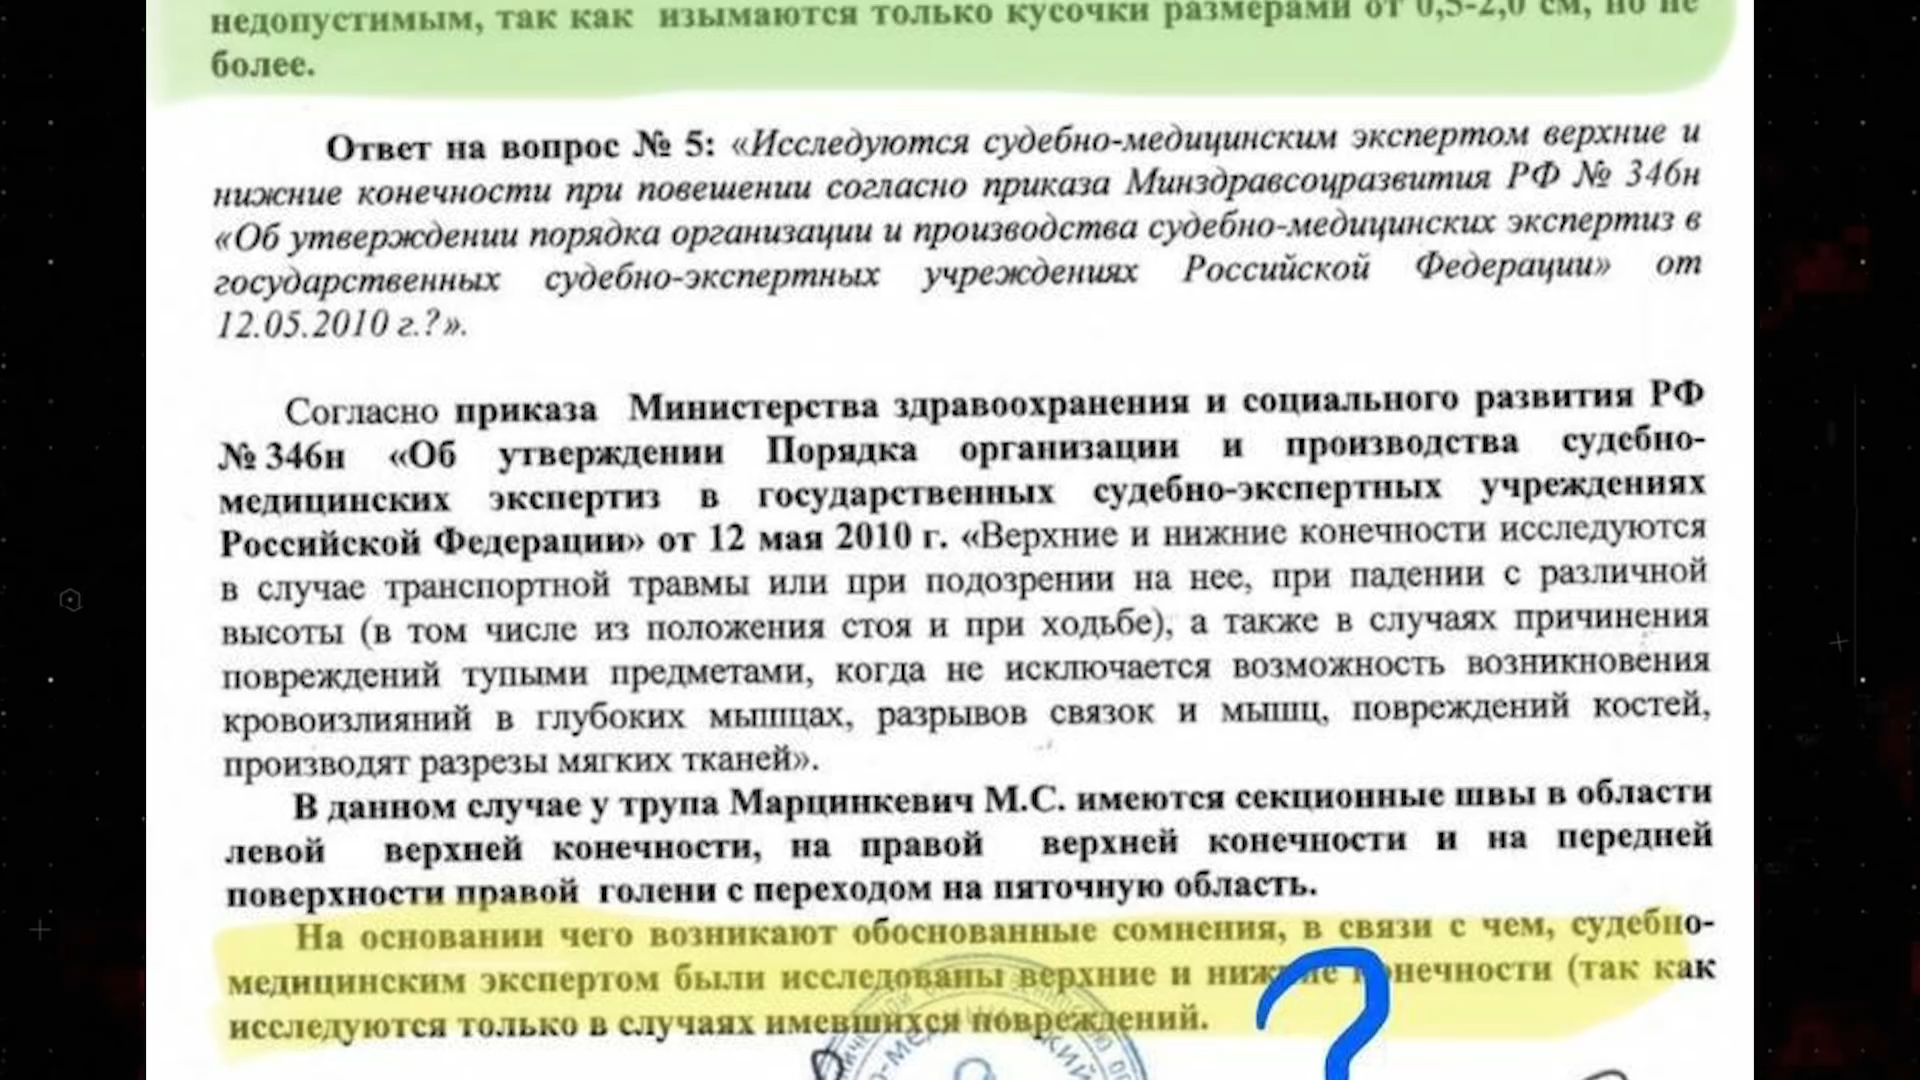 недопустимым, так как изымаются только кусочки размерами от 0,5-2,0 см, но не
более.
Ответ на вопрос № 5: «Исследуются судебно-медицинским экспертом верхние и
нижние конечности при повешении согласно приказа Минздравсоцразвития РФ № 346н
«Об утверждении порядка организации и производства судебно-медицинских экспертиз в
государственных судебно-экспертных учреждениях Российской Федерации» от
12.05.2010 г.?».
Согласно приказа Министерства здравоохранения и социального развития РФ
№ 346н «Об утверждении Порядка организации и производства судебно-
медицинских экспертиз в государственных судебно-экспертных учреждениях
Российской Федерации» от 12 мая 2010 г. «Верхние и нижние конечности исследуются
в случае транспортной травмы или при подозрении на нее, при падении с различной
высоты (в том числе из положения стоя и при ходьбе), а также в случаях причинения
повреждений тупыми предметами, когда не исключается возможность возникновения
кровоизлияний в глубоких мышцах, разрывов связок и мышц, повреждений костей,
производят разрезы мягких тканей».
В данном случае у трупа Марцинкевич М.С. имеются секционные швы в области
левой верхней конечности, на правой верхней конечности и на передней
поверхности правой голени с переходом на пяточную область.
На основании чего возникают обоснованные сомнения, в связи с чем, судебно-
медицинским экспертом были исследованы верхние и нижние конечности (так как
исследуются только в случаях имевшихся повреждений.
?